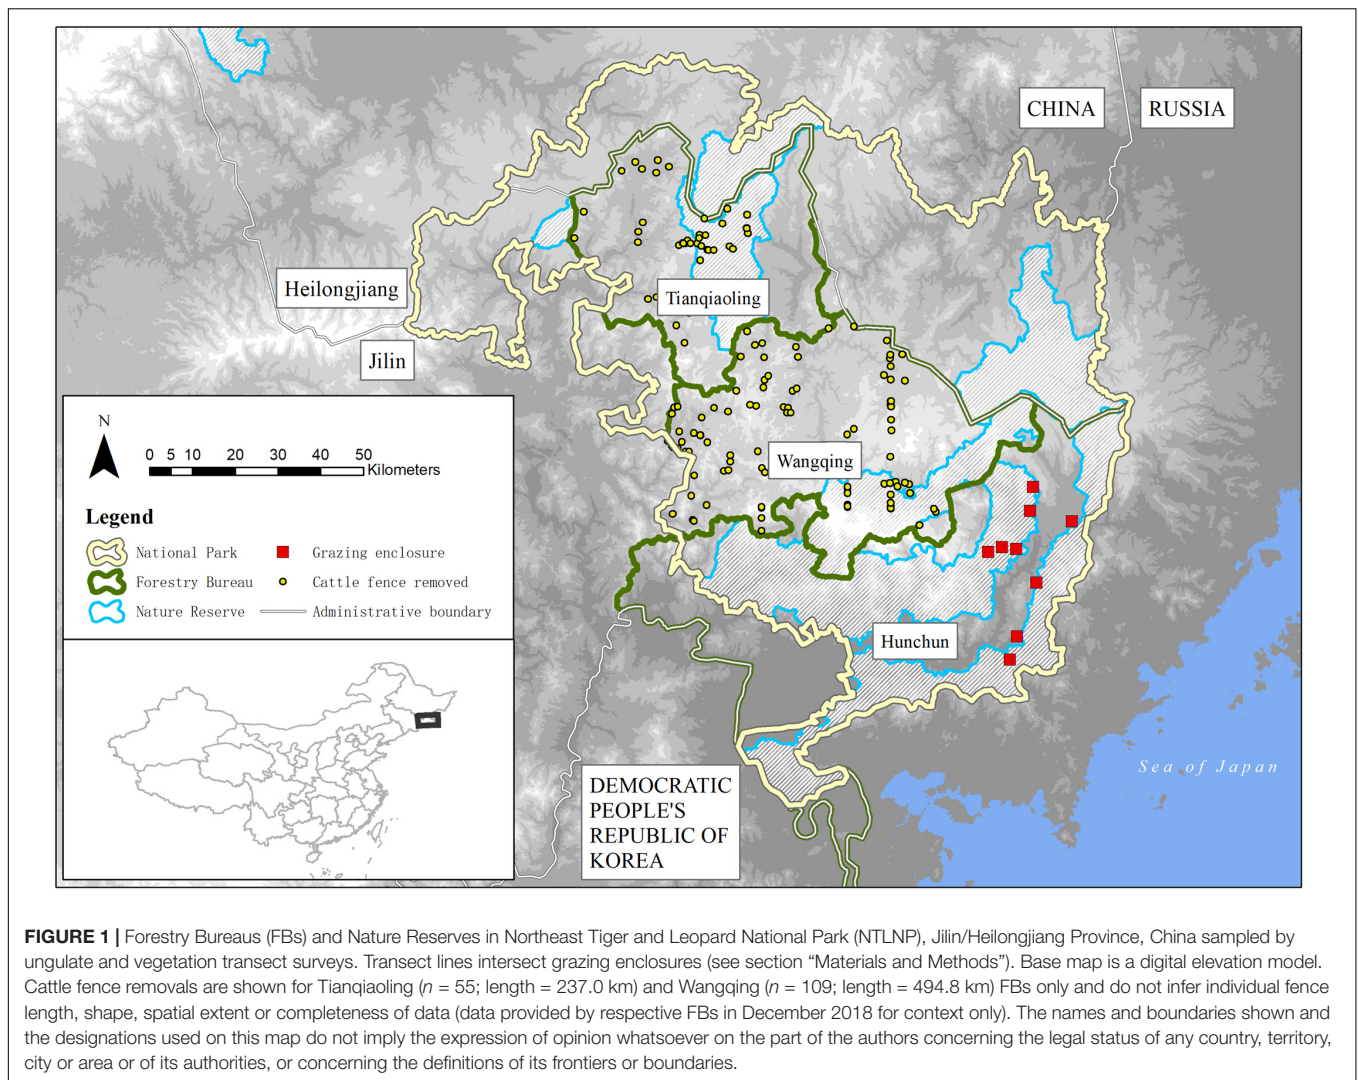 CHINA
RUSSIA
Heilongjiang
Tianqiaoling
Jilin
Wangqing
Hunchun
N
0 5 10 20 30 40 50
Kilometers
Legend
National Park
Grazing enclosure
Forestry Bureau
Cattle fence removed
Nature Reserve
Administrative boundary
Sea of Japan
DEMOCRATIC
PEOPLE'S
REPUBLIC OF
KOREA
FIGURE 1 | Forestry Bureaus (FBs) and Nature Reserves in Northeast Tiger and Leopard National Park (NTLNP), Jilin/Heilongjiang Province, China sampled by
ungulate and vegetation transect surveys. Transect lines intersect grazing enclosures (see section “Materials and Methods”). Base map is a digital elevation model.
Cattle fence removals are shown for Tianqiaoling (n = 55; length = 237.0 km) and Wangqing (n = 109; length = 494.8 km) FBs only and do not infer individual fence
length, shape, spatial extent or completeness of data (data provided by respective FBs in December 2018 for context only). The names and boundaries shown and
the designations used on this map do not imply the expression of opinion whatsoever on the part of the authors concerning the legal status of any country, territory,
city or area or of its authorities, or concerning the definitions of its frontiers or boundaries.